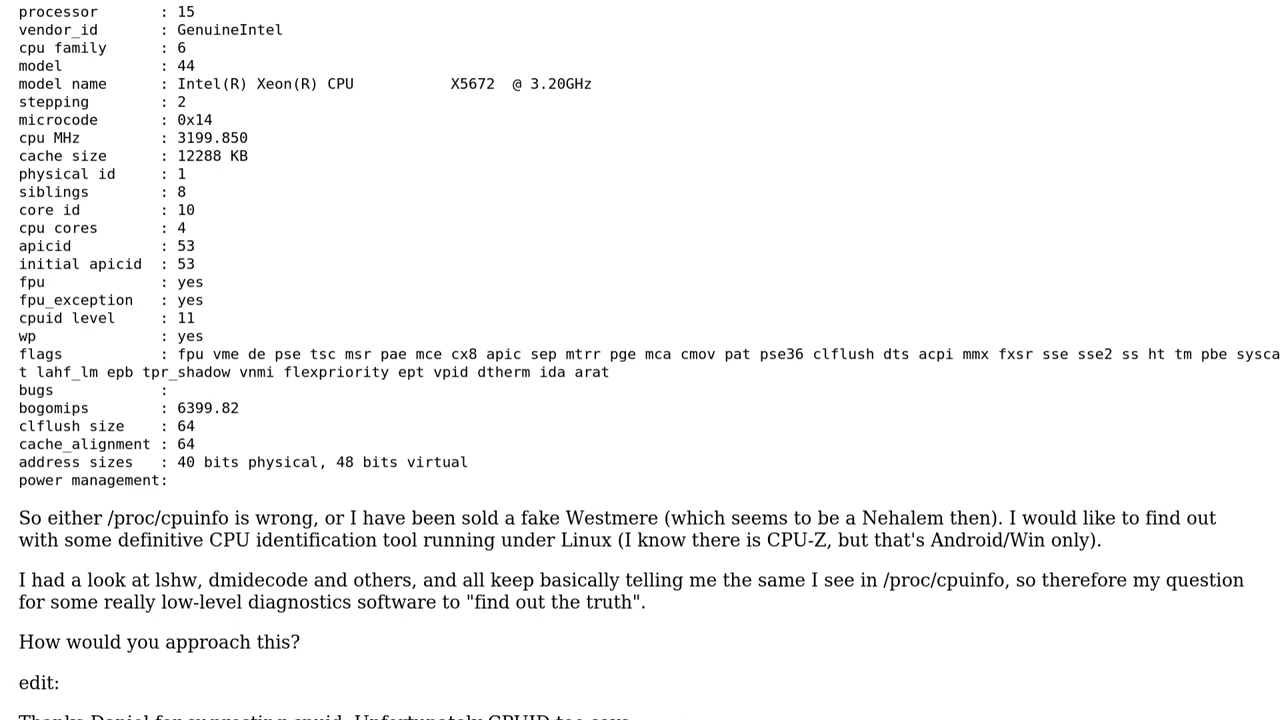 processor       : 15
vendor_id       : GenuineIntel
cpu family      : 6
model           : 44
model name      : Intel(R) Xeon(R) CPU           X5672  @ 3.20GHz
stepping        : 2
microcode       : 0x14
cpu MHz         : 3199.850
cache size      : 12288 KB
physical id     : 1
siblings        : 8
core id         : 10
cpu cores       : 4
apicid          : 53
initial apicid  : 53
fpu             : yes
fpu_exception   : yes
cpuid level     : 11
wp              : yes
flags           : fpu vme de pse tsc msr pae mce cx8 apic sep mtrr pge mca cmov pat pse36 clflush dts acpi mmx fxsr sse sse2 ss ht tm pbe sysca
t lahf_lm epb tpr_shadow vnmi flexpriority ept vpid dtherm ida arat
bugs            :
bogomips        : 6399.82
clflush size    : 64
cache_alignment : 64
address sizes   : 40 bits physical, 48 bits virtual
power management:
So either /proc/cpuinfo is wrong, or I have been sold a fake Westmere (which seems to be a Nehalem then). I would like to find out
with some definitive CPU identification tool running under Linux (I know there is CPU-Z, but that's Android/Win only).
I had a look at lshw, dmidecode and others, and all keep basically telling me the same I see in /proc/cpuinfo, so therefore my question
for some really low-level diagnostics software to "find out the truth".
How would you approach this?
edit: